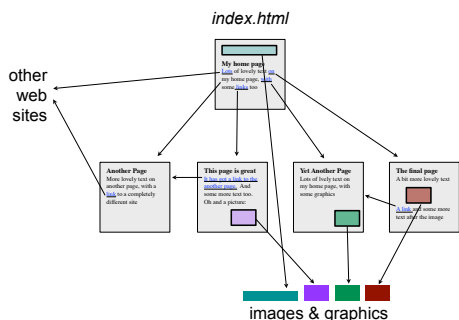 index.html
My home page
Lots of lovely text on
my home page, with
some links too
other
web
sites
Another Page
More lovely text on
another page, with a
link to a completely
different site
This page is great
It has got a link to the
another page. And
some more text too.
Oh and a picture:
Yet Another Page
Lots of lvely text on
my home page, with
some graphics
The final page
A bit more lovely text
A link and some more
text after the image
images & graphics